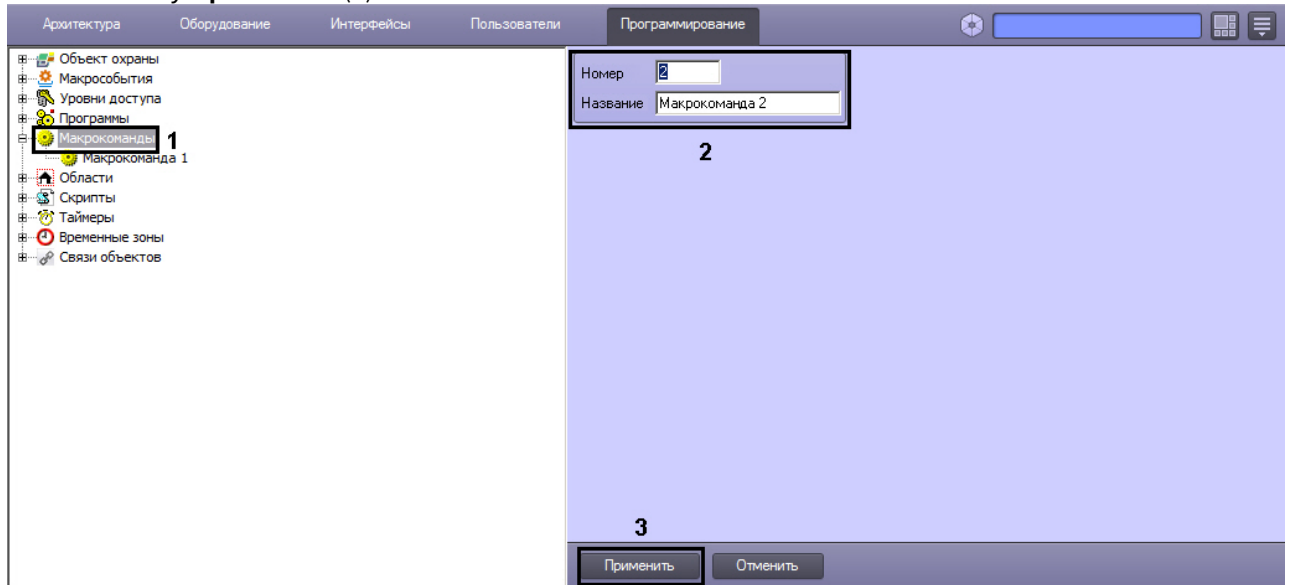 Архитектура Оборудование Интерфейсы Пользователи Программирование
Объект охраны
Макрособытия
Уровни доступа
Программы
Макрокоманды 1
Макрокоманда 1
Области
Скрипты
Таймеры
Временные зоны
Связи объектов
Номер 2
Название Макрокоманда 2
2
3
Применить Отменить